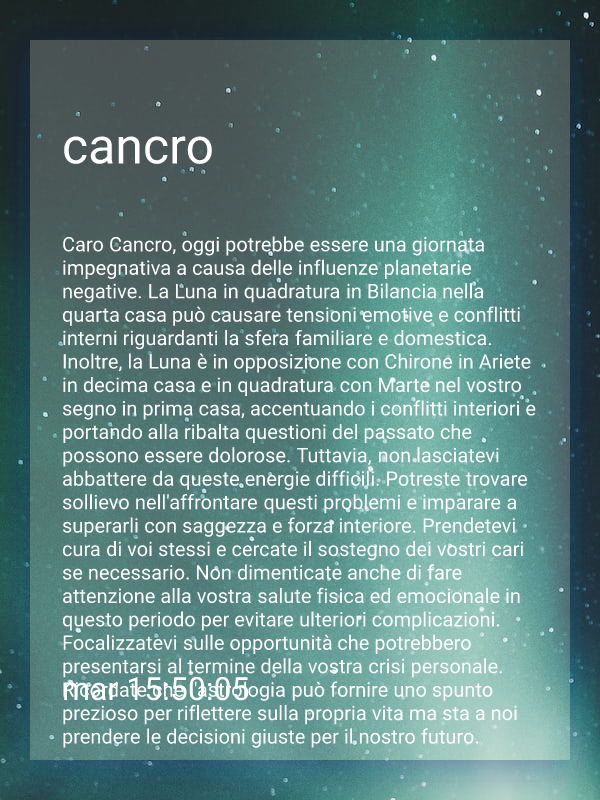 cancro
Caro Cancro, oggi potrebbe essere una giornata
impegnativa a causa delle influenze planetarie
negative. La Luna in quadratura in Bilancia nella
quarta casa può causare tensioni emotive e conflitti
interni riguardanti la sfera familiare e domestica.
Inoltre, la Luna è in opposizione con Chirone in Ariete
in decima casa e in quadratura con Marte nel vostro
segno in prima casa, accentuando i conflitti interiori e
portando alla ribalta questioni del passato che
possono essere dolorose. Tuttavia, non lasciatevi
abbattere da queste energie difficili. Potreste trovare
sollievo nell'affrontare questi problemi e imparare a
superarli con saggezza e forza interiore. Prendetevi
cura di voi stessi e cercate il sostegno dei vostri cari
se necessario. Non dimenticate anche di fare
attenzione alla vostra salute fisica ed emozionale in
questo periodo per evitare ulteriori complicazioni.
Focalizzatevi sulle opportunità che potrebbero
presentarsi al termine della vostra crisi personale.
Ricordate che l'astrologia può fornire uno spunto
mar 15:50:05
prezioso per riflettere sulla propria vita ma sta a noi
prendere le decisioni giuste per il nostro futuro.